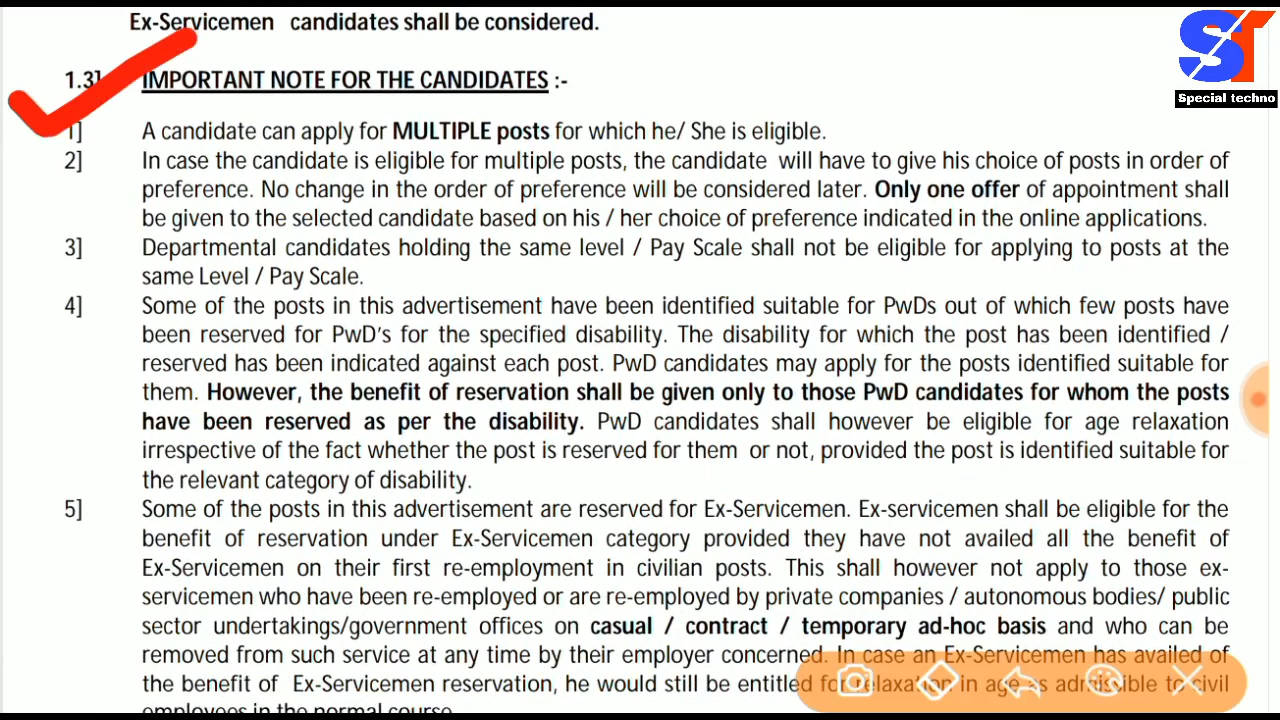 Ex-Servicemen candidates shall be considered.
ST
Special techno
1.3] IMPORTANT NOTE FOR THE CANDIDATES :-
1] A candidate can apply for MULTIPLE posts for which he/ She is eligible.
2] In case the candidate is eligible for multiple posts, the candidate will have to give his choice of posts in order of
preference. No change in the order of preference will be considered later. Only one offer of appointment shall
be given to the selected candidate based on his / her choice of preference indicated in the online applications.
3] Departmental candidates holding the same level / Pay Scale shall not be eligible for applying to posts at the
same Level / Pay Scale.
4] Some of the posts in this advertisement have been identified suitable for PwDs out of which few posts have
been reserved for PwD's for the specified disability. The disability for which the post has been identified /
reserved has been indicated against each post. PwD candidates may apply for the posts identified suitable for
them. However, the benefit of reservation shall be given only to those PwD candidates for whom the posts
have been reserved as per the disability. PwD candidates shall however be eligible for age relaxation
irrespective of the fact whether the post is reserved for them or not, provided the post is identified suitable for
the relevant category of disability.
5] Some of the posts in this advertisement are reserved for Ex-Servicemen. Ex-servicemen shall be eligible for the
benefit of reservation under Ex-Servicemen category provided they have not availed all the benefit of
Ex-Servicemen on their first re-employment in civilian posts. This shall however not apply to those ex-
servicemen who have been re-employed or are re-employed by private companies / autonomous bodies/ public
sector undertakings/government offices on casual / contract / temporary ad-hoc basis and who can be
removed from such service at any time by their employer concerned. In case an Ex-Servicemen has availed of
the benefit of Ex-Servicemen reservation, he would still be entitled for relaxation in age as admissible to civil
employees in the normal course